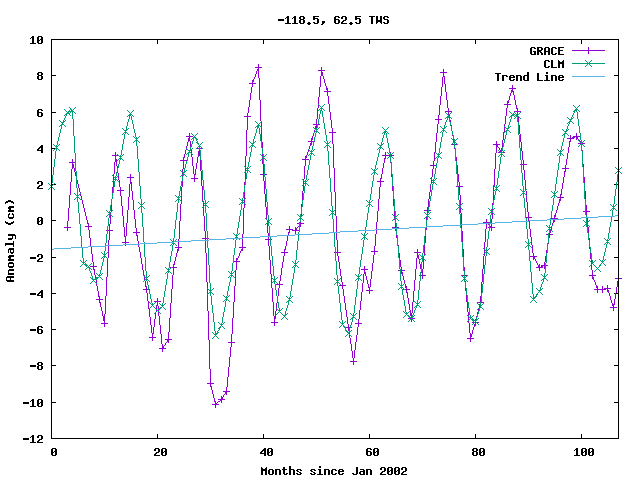 -118.5, 62.5 TWS
GRACE
CLM
Trend Line
10
8
6
4
2
0
-2
-4
-6
-8
-10
-12
Anomaly (cm)
0 20 40 60 80 100
Months since Jan 2002